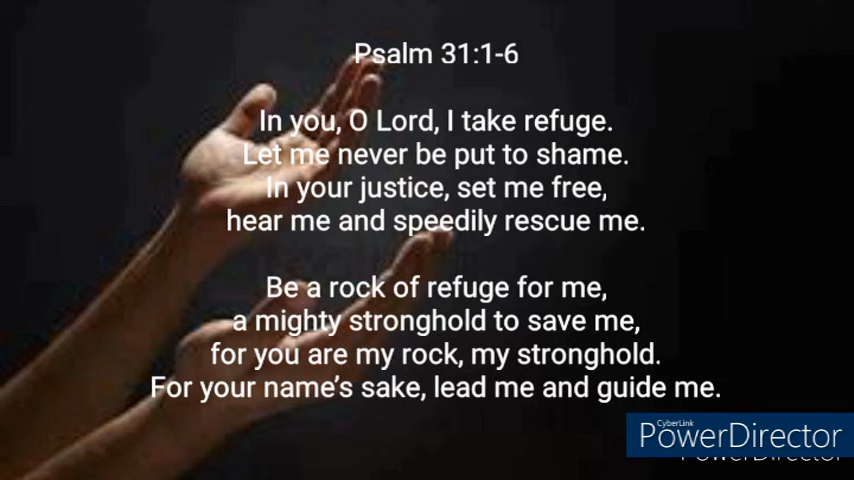 Psalm 31:1-6
In you, O Lord, I take refuge.
Let me never be put to shame.
In your justice, set me free,
hear me and speedily rescue me.
Be a rock of refuge for me,
a mighty stronghold to save me,
for you are my rock, my stronghold.
For your name’s sake, lead me and guide me.
CyberLink
PowerDirector
PowerDirector